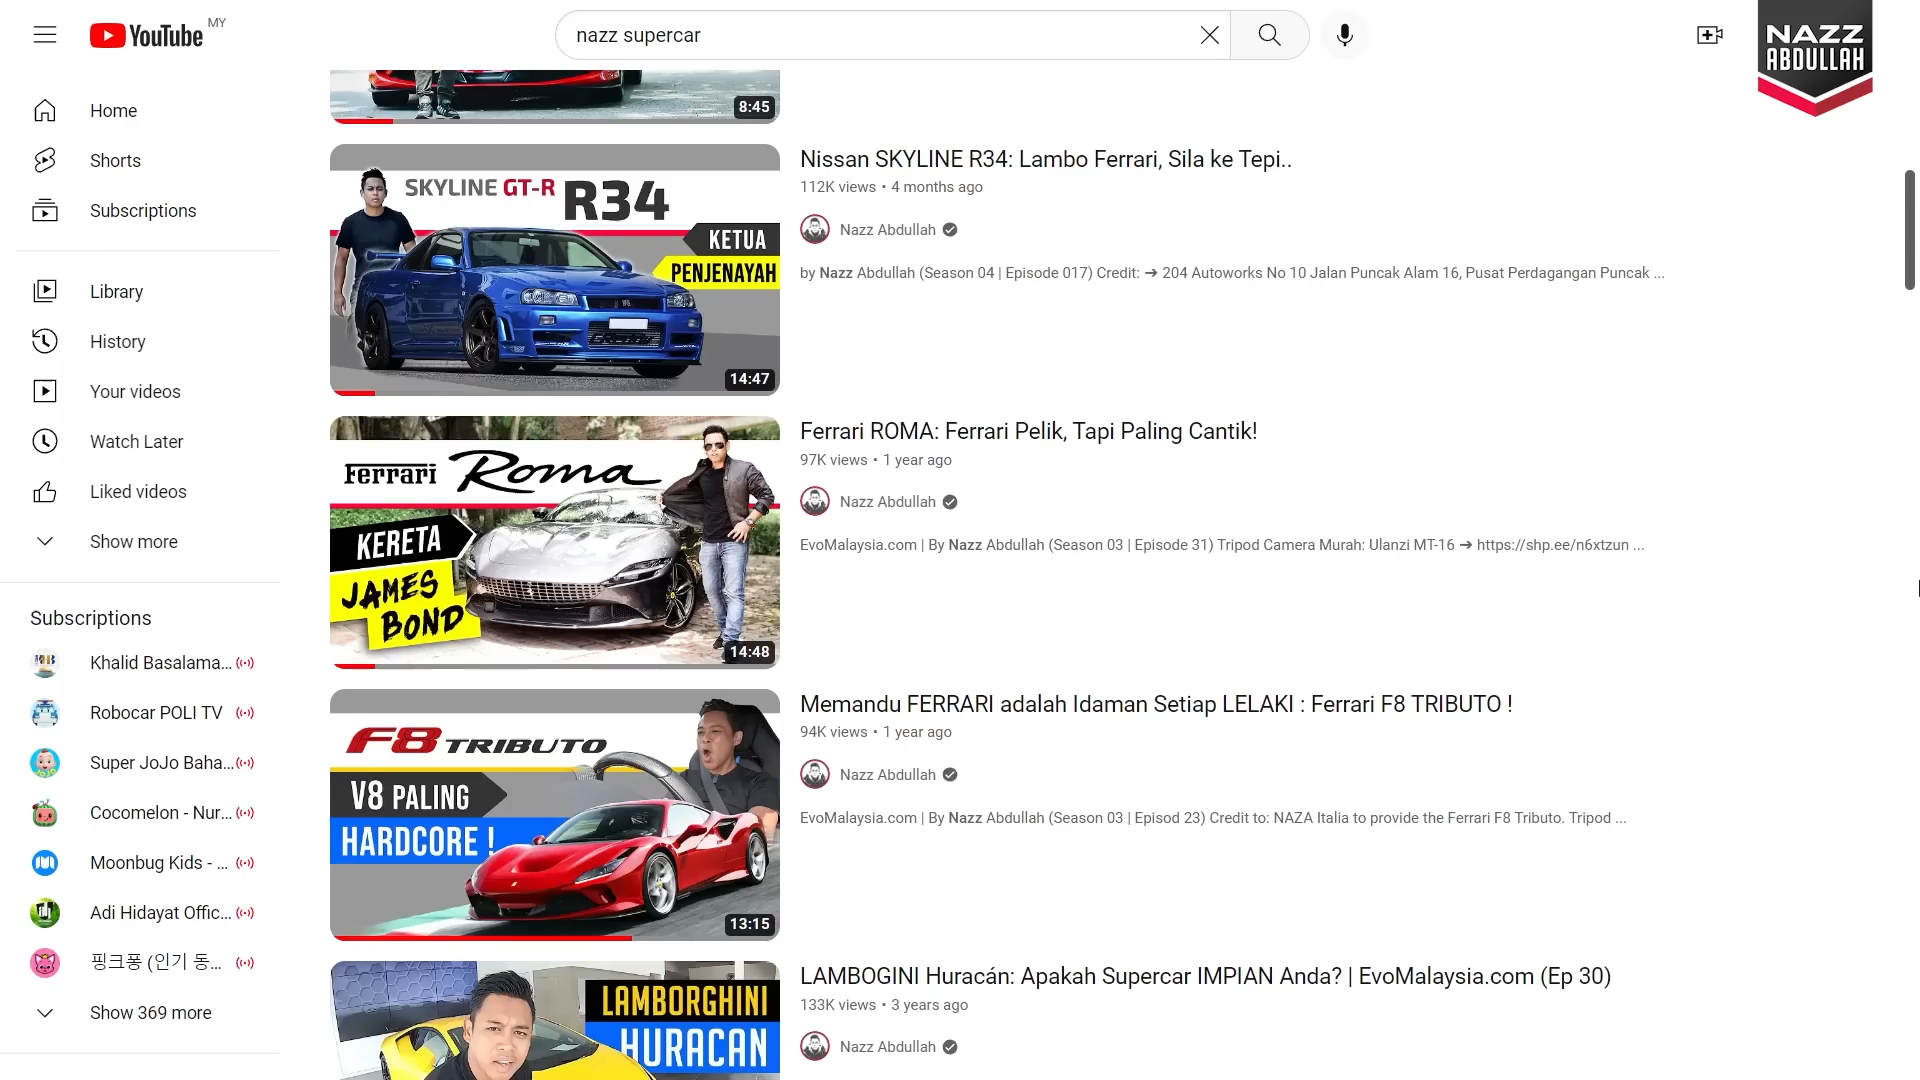 YouTube MY
nazz supercar
NAZZ
ABDULLAH
Home
Shorts
Subscriptions
Library
History
Your videos
Watch Later
Liked videos
Show more
Subscriptions
Khalid Basalama...
Robocar POLI TV
Super JoJo Baha...
Cocomelon - Nur...
Moonbug Kids - ...
Adi Hidayat Offic...
핑크퐁 (인기 동...
Show 369 more
8:45
SKYLINE GT-R R34
KETUA
PENJENAYAH
14:47
Nissan SKYLINE R34: Lambo Ferrari, Sila ke Tepi..
112K views • 4 months ago
Nazz Abdullah
by Nazz Abdullah (Season 04 | Episode 017) Credit: ➔ 204 Autoworks No 10 Jalan Puncak Alam 16, Pusat Perdagangan Puncak ...
Ferrari Roma
KERETA
JAMES
BOND
14:48
Ferrari ROMA: Ferrari Pelik, Tapi Paling Cantik!
97K views • 1 year ago
Nazz Abdullah
EvoMalaysia.com | By Nazz Abdullah (Season 03 | Episode 31) Tripod Camera Murah: Ulanzi MT-16 ➔ https://shp.ee/n6xtzun ...
F8 TRIBUTO
V8 PALING
HARDCORE !
13:15
Memandu FERRARI adalah Idaman Setiap LELAKI : Ferrari F8 TRIBUTO !
94K views • 1 year ago
Nazz Abdullah
EvoMalaysia.com | By Nazz Abdullah (Season 03 | Episod 23) Credit to: NAZA Italia to provide the Ferrari F8 Tributo. Tripod ...
LAMBORGHINI
HURACAN
LAMBOGINI Huracán: Apakah Supercar IMPIAN Anda? | EvoMalaysia.com (Ep 30)
133K views • 3 years ago
Nazz Abdullah